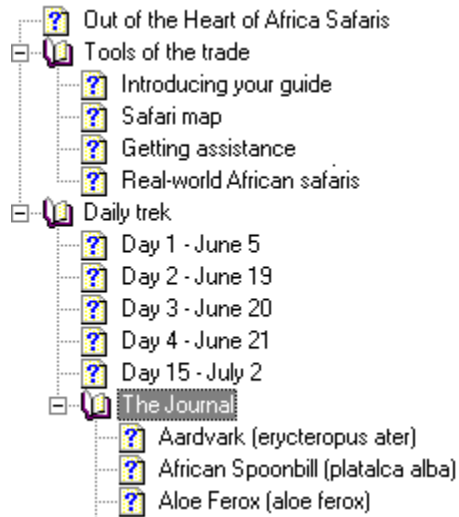 Out of the Heart of Africa Safaris
Tools of the trade
Introducing your guide
Safari map
Getting assistance
Real-world African safaris
Daily trek
Day 1 - June 5
Day 2 - June 19
Day 3 - June 20
Day 4 - June 21
Day 15 - July 2
The Journal
Aardvark (erycteropus ater)
African Spoonbill (platalca alba)
Aloe Ferox (aloe ferox)